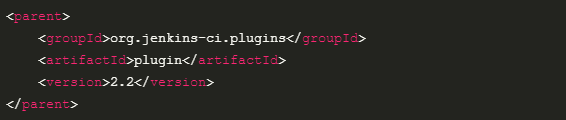 <parent>
    <groupId>org.jenkins-ci.plugins</groupId>
    <artifactId>plugin</artifactId>
    <version>2.2</version>
</parent>